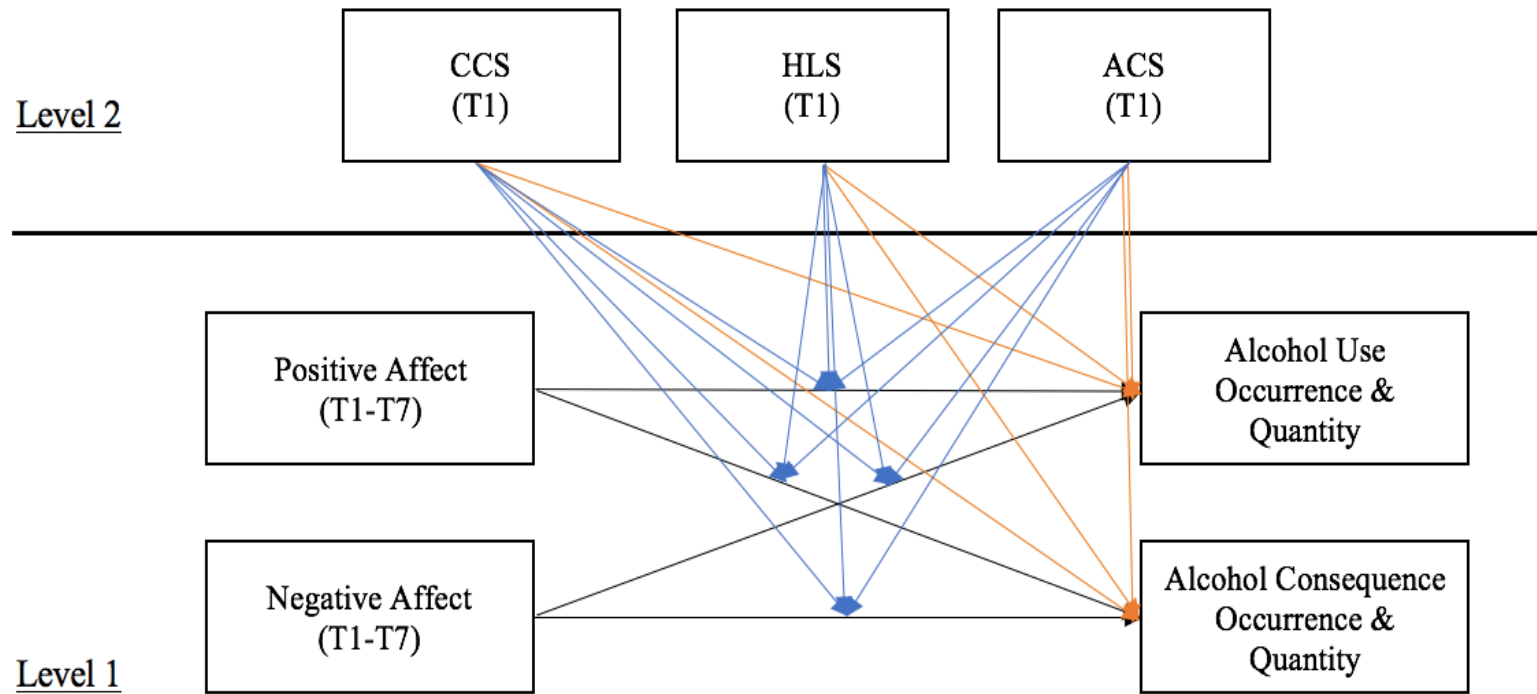 CCS
(T1)
HLS
(T1)
ACS
(T1)
Level 2
Positive Affect
(T1-T7)
Alcohol Use
Occurrence &
Quantity
Negative Affect
(T1-T7)
Alcohol Consequence
Occurrence &
Quantity
Level 1